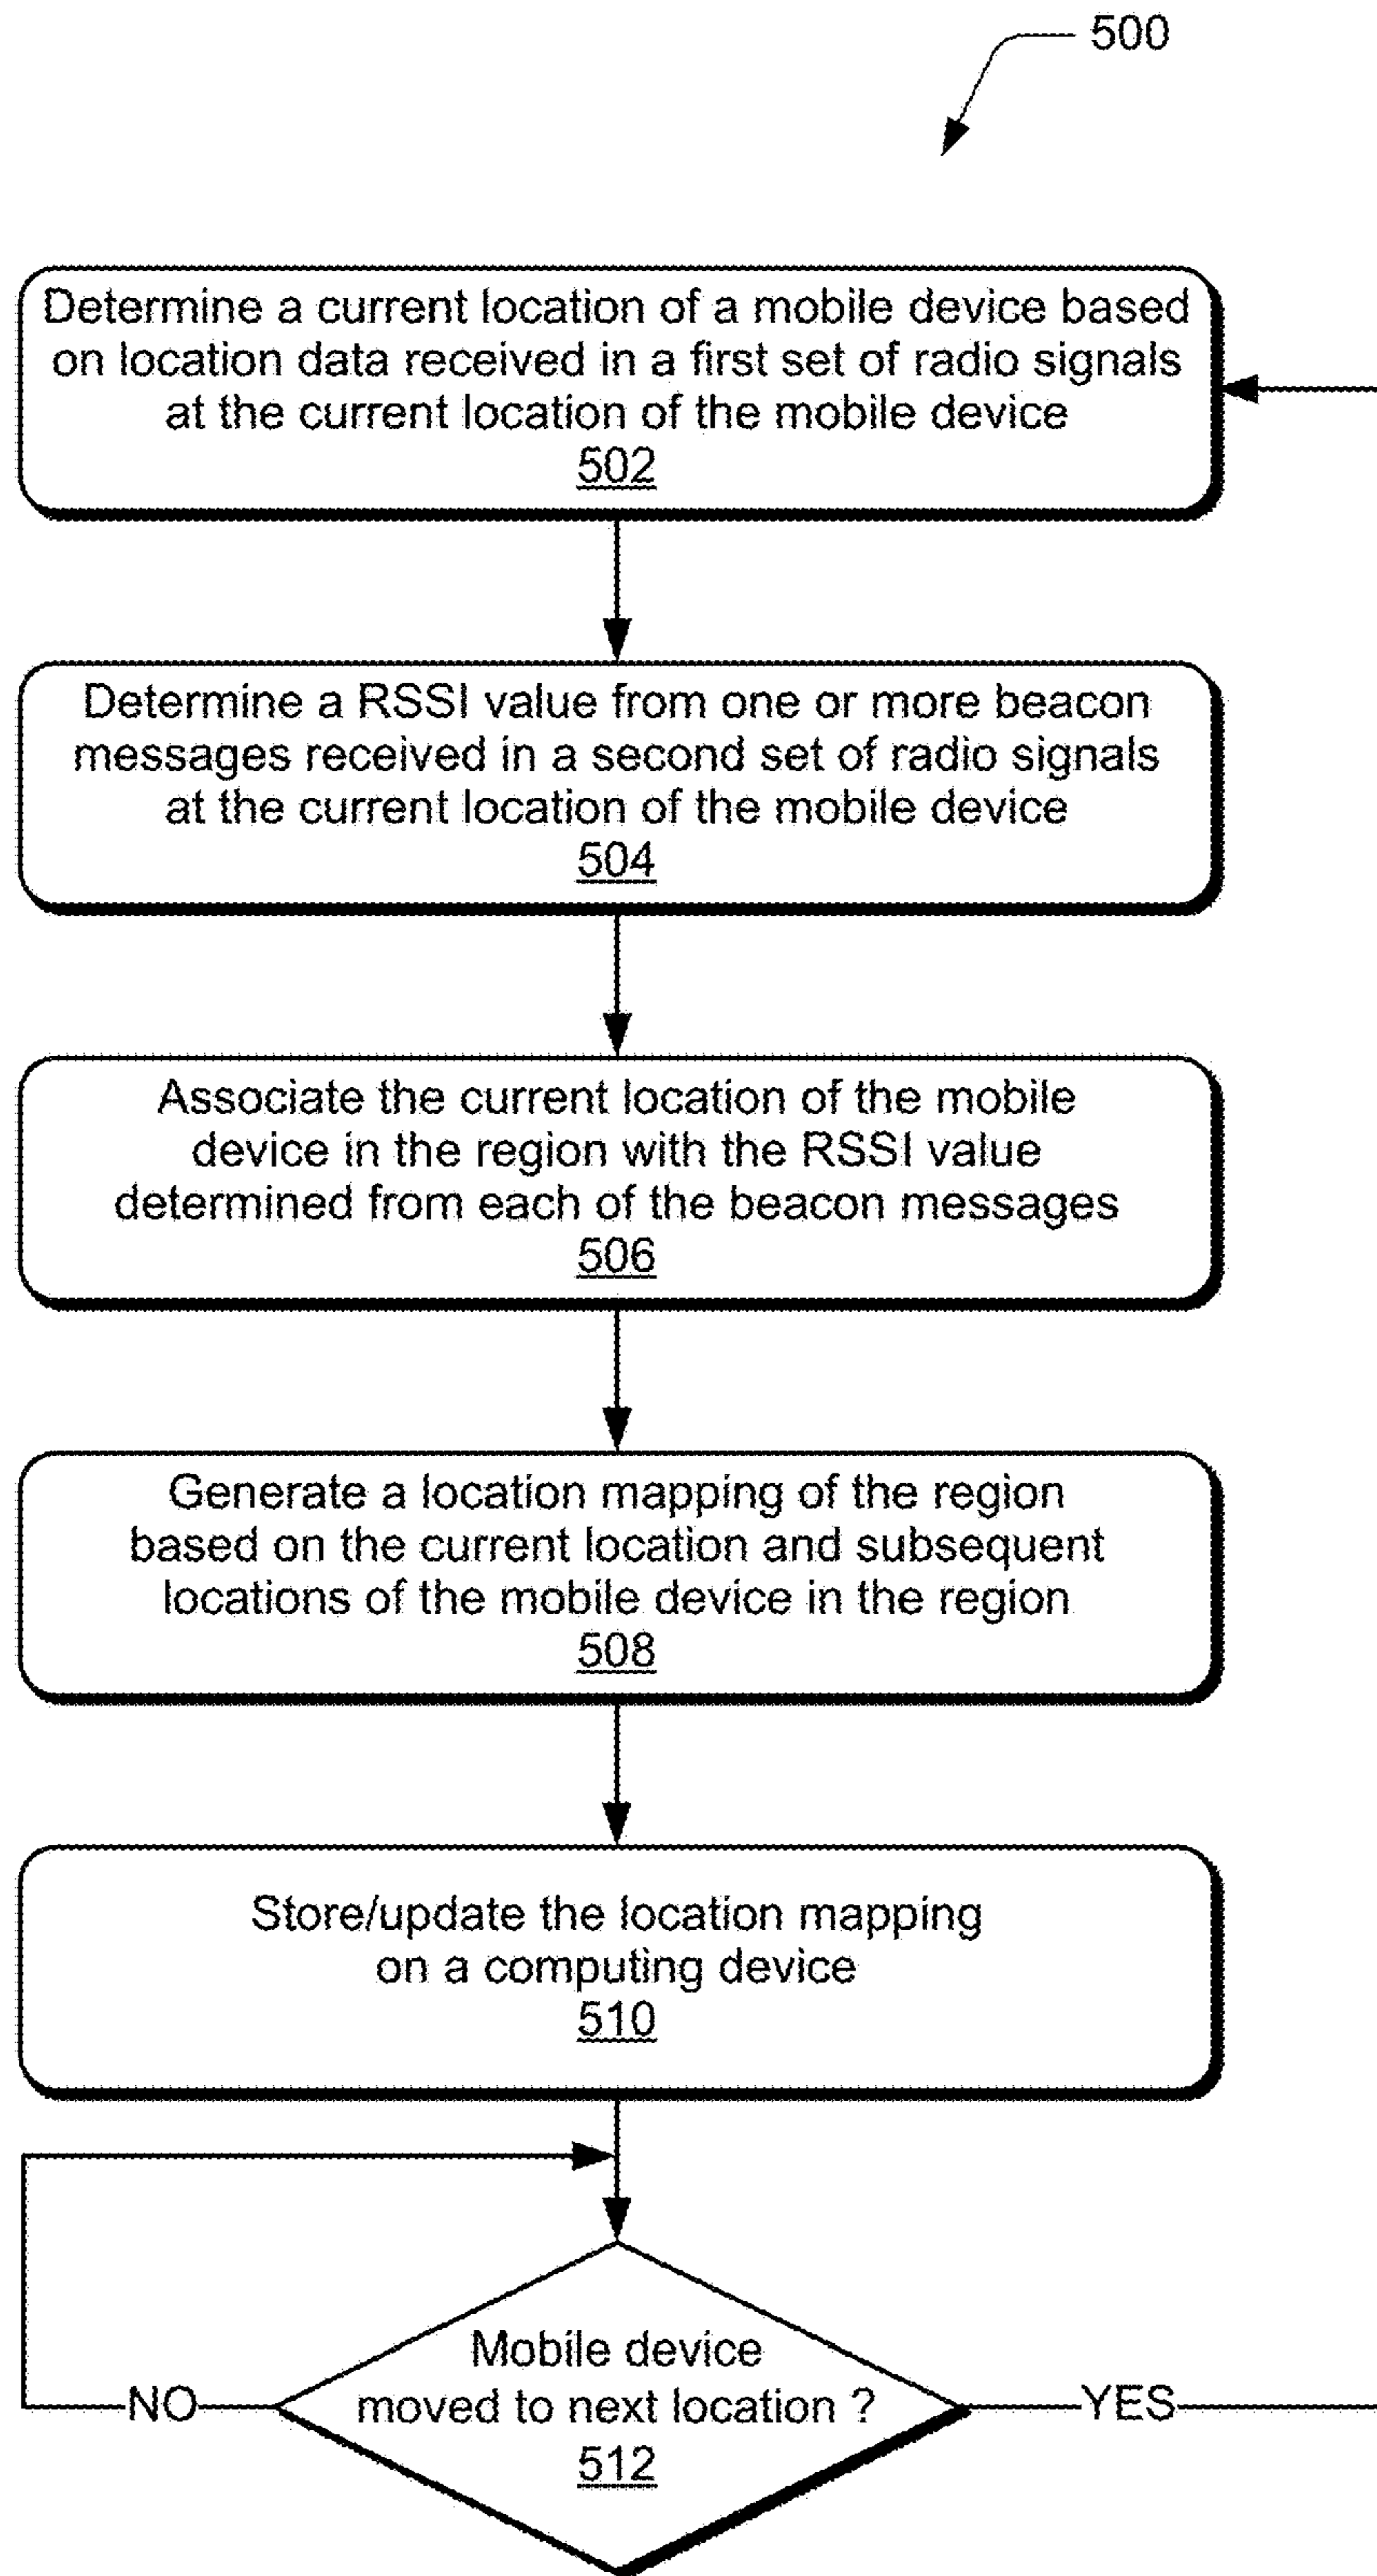 500
Determine a current location of a mobile device based
on location data received in a first set of radio signals
at the current location of the mobile device
502
Determine a RSSI value from one or more beacon
messages received in a second set of radio signals
at the current location of the mobile device
504
Associate the current location of the mobile
device in the region with the RSSI value
determined from each of the beacon messages
506
Generate a location mapping of the region
based on the current location and subsequent
locations of the mobile device in the region
508
Store/update the location mapping
on a computing device
510
Mobile device
moved to next location ?
512
NO
YES